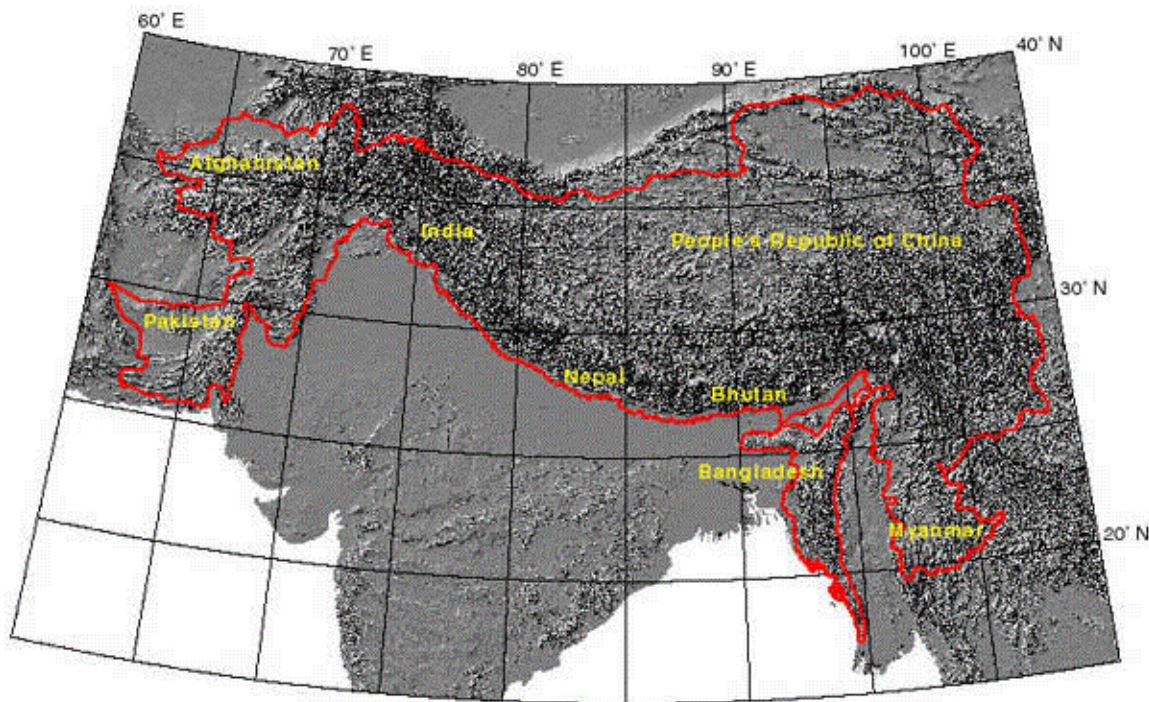 60° E
70° E
80° E
90° E
100° E
40° N
Afghanistan
India
People's Republic of China
30° N
Pakistan
Nepal
Bhutan
Bangladesh
Myanmar
20° N